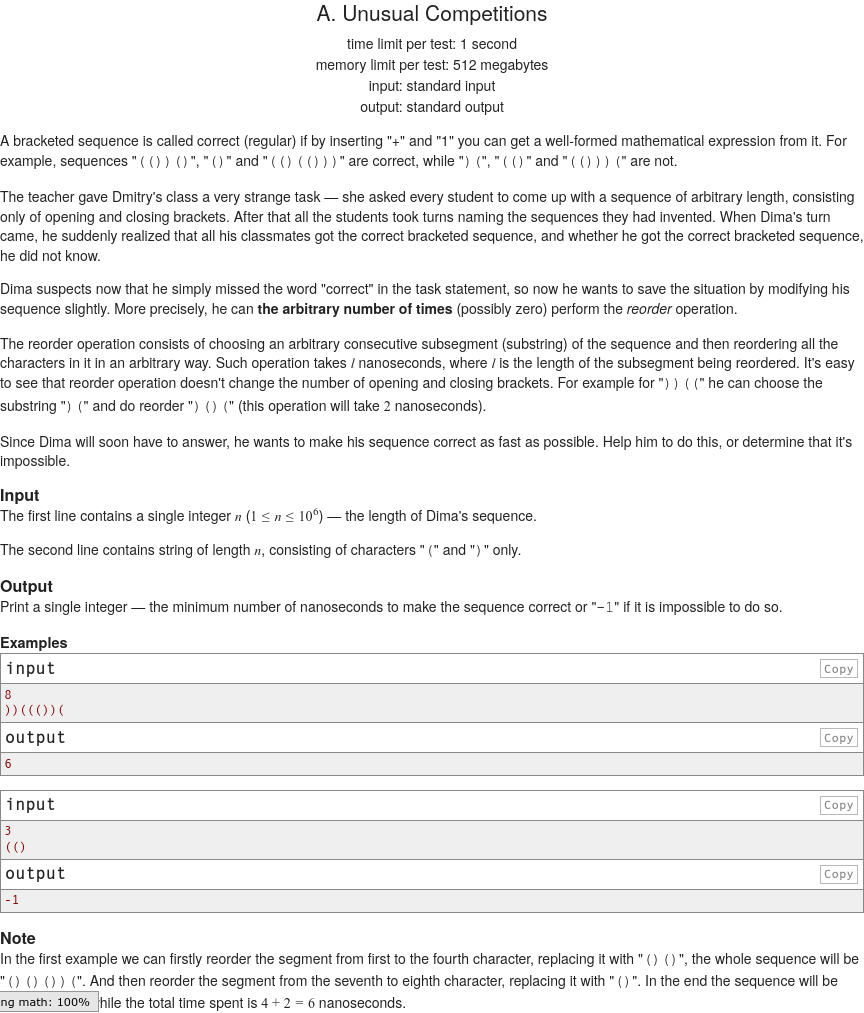 A. Unusual Competitions
time limit per test: 1 second
memory limit per test: 512 megabytes
input: standard input
output: standard output
A bracketed sequence is called correct (regular) if by inserting "+" and "1" you can get a well-formed mathematical expression from it. For
example, sequences "(())()", "()" and "(()(()))" are correct, while ")(", "(()" and "(()))(" are not.
The teacher gave Dmitry's class a very strange task — she asked every student to come up with a sequence of arbitrary length, consisting
only of opening and closing brackets. After that all the students took turns naming the sequences they had invented. When Dima's turn
came, he suddenly realized that all his classmates got the correct bracketed sequence, and whether he got the correct bracketed sequence,
he did not know.
Dima suspects now that he simply missed the word "correct" in the task statement, so now he wants to save the situation by modifying his
sequence slightly. More precisely, he can the arbitrary number of times (possibly zero) perform the reorder operation.
The reorder operation consists of choosing an arbitrary consecutive subsegment (substring) of the sequence and then reordering all the
characters in it in an arbitrary way. Such operation takes l nanoseconds, where l is the length of the subsegment being reordered. It's easy
to see that reorder operation doesn't change the number of opening and closing brackets. For example for "))((" he can choose the
substring ")(" and do reorder ")()(" (this operation will take 2 nanoseconds).
Since Dima will soon have to answer, he wants to make his sequence correct as fast as possible. Help him to do this, or determine that it's
impossible.
Input
The first line contains a single integer n (1 ≤ n ≤ 10⁶) — the length of Dima's sequence.
The second line contains string of length n, consisting of characters "(" and ")" only.
Output
Print a single integer — the minimum number of nanoseconds to make the sequence correct or "−1" if it is impossible to do so.
Examples
input
Copy
8
))((())(
output
Copy
6
input
Copy
3
(()
output
Copy
-1
Note
In the first example we can firstly reorder the segment from first to the fourth character, replacing it with "()()", the whole sequence will be
"()()())(". And then reorder the segment from the seventh to eighth character, replacing it with "()". In the end the sequence will be
ng math: 100% hile the total time spent is 4 + 2 = 6 nanoseconds.